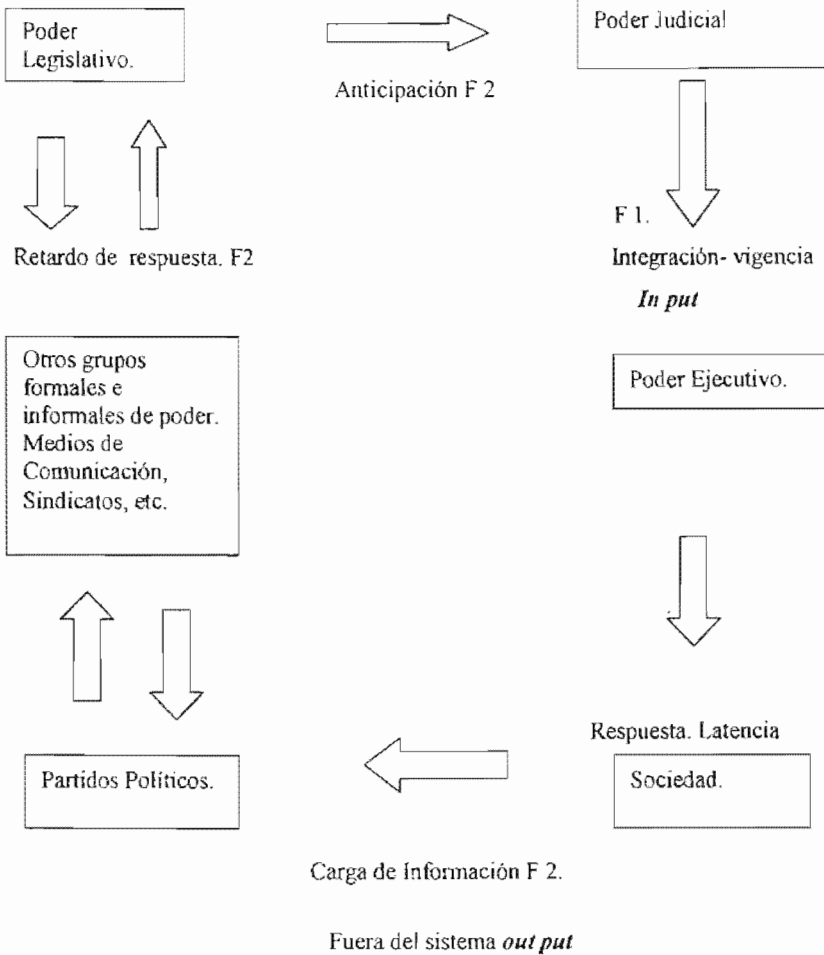 Poder
Legislativo.
Anticipación F 2
Poder Judicial
Retardo de respuesta. F2
F 1.
Integración- vigencia
In put
Otros grupos
formales e
informales de poder.
Medios de
Comunicación,
Sindicatos, etc.
Poder Ejecutivo.
Respuesta. Latencia
Partidos Políticos.
Sociedad.
Carga de Información F 2.
Fuera del sistema out put